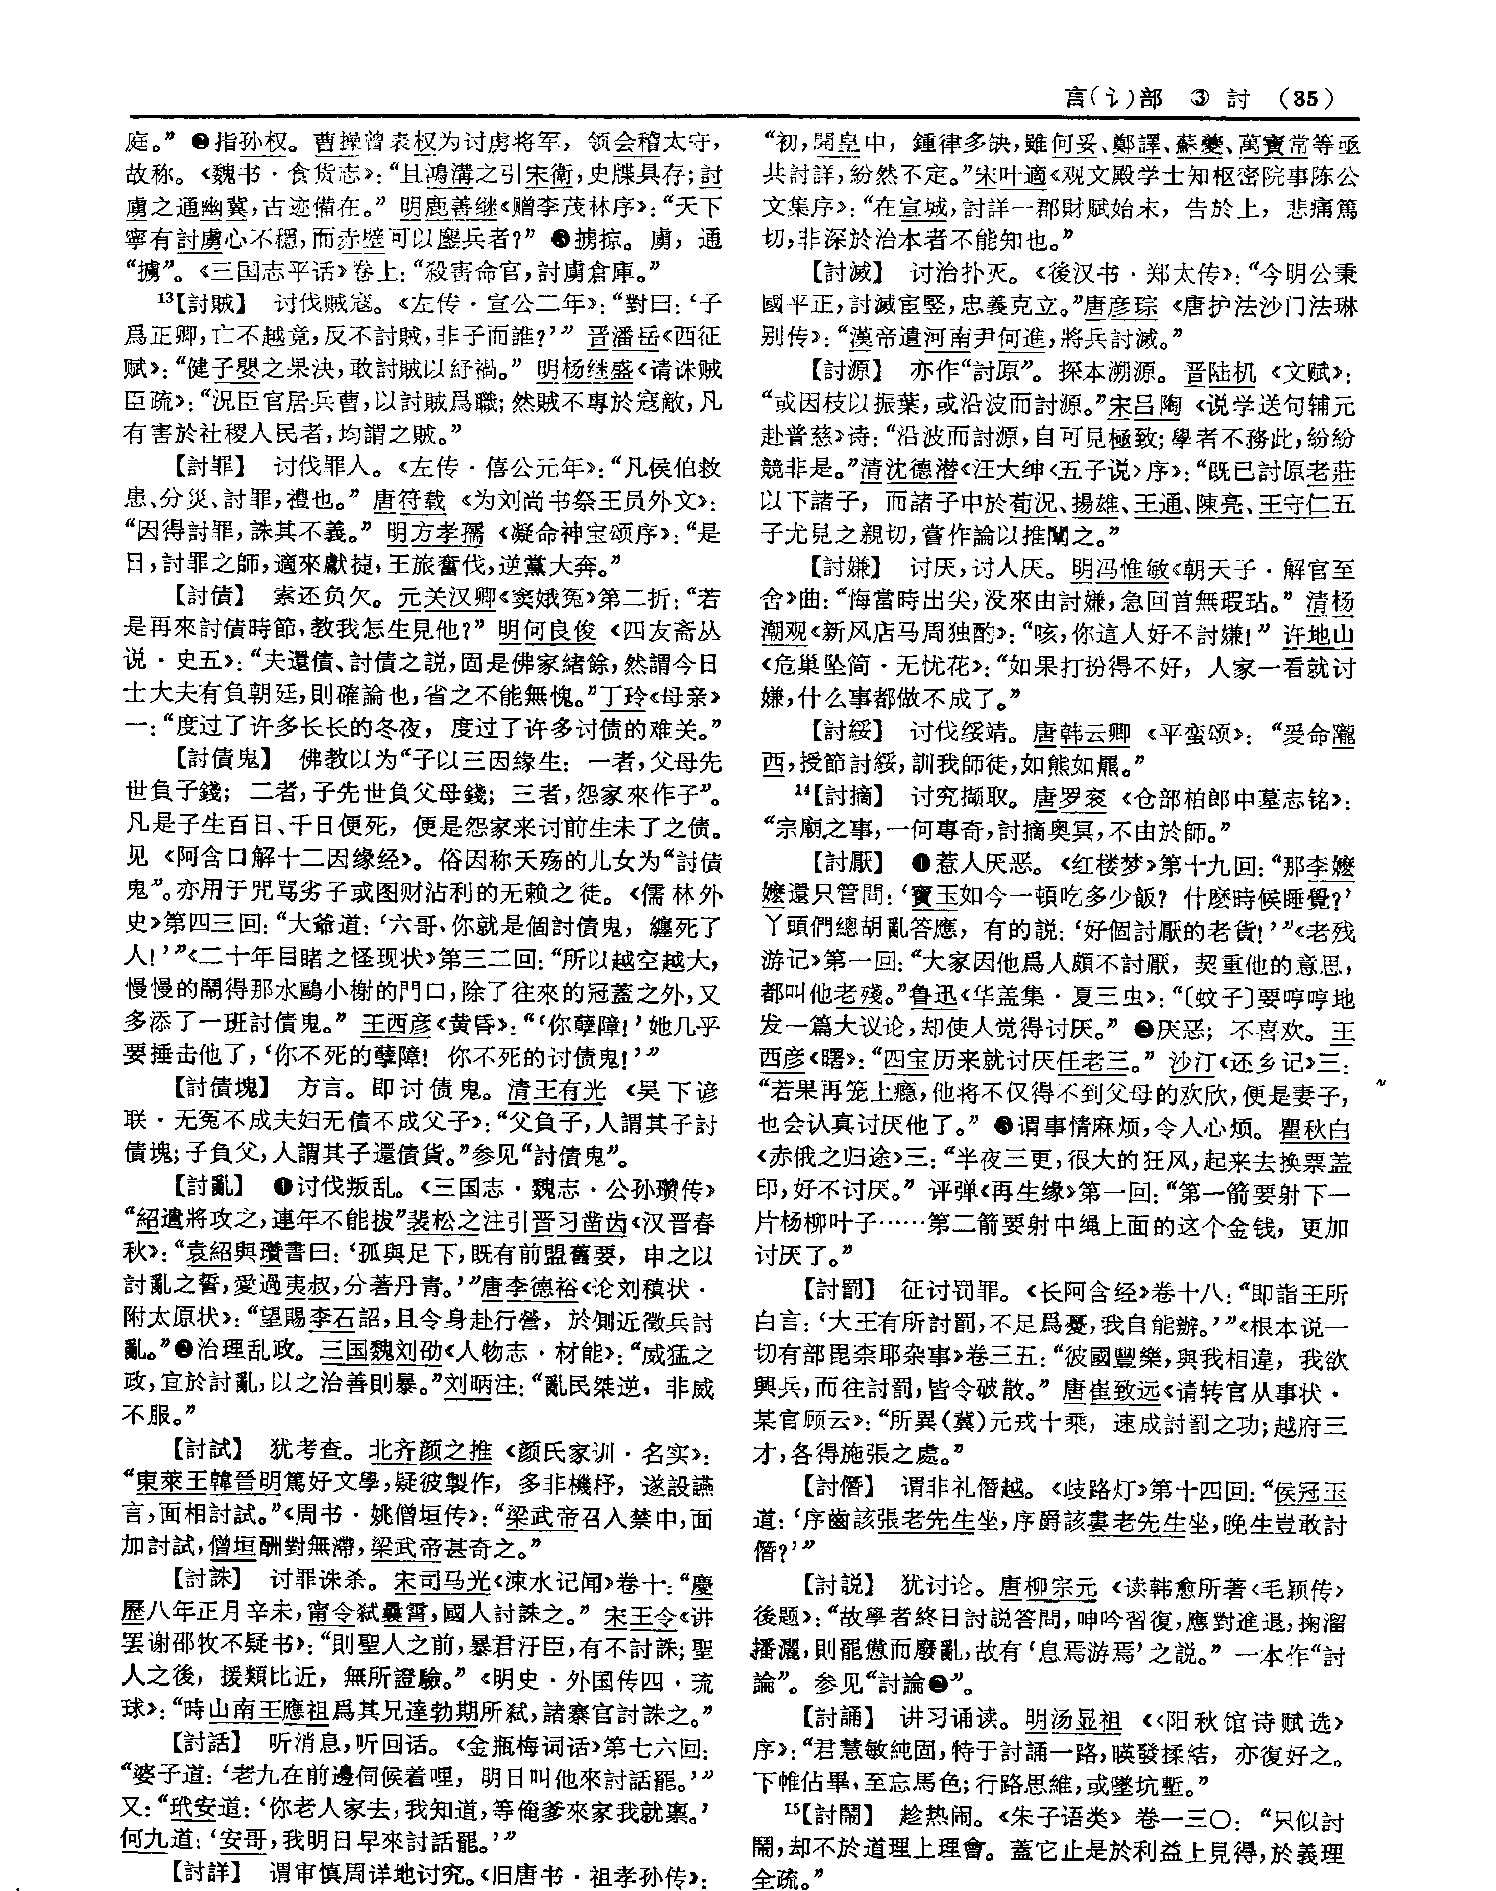 言(讠)部 ③ 討 (35)
庭。”❷指孙权。曹操曾表权为讨虏将军，领会稽太守，
故称。《魏书·食货志》：“且鴻溝之引宋衛，史牒具存；討
虜之通幽冀，古迹備在。”明鹿善继《赠李茂林序》：“天下
寧有討虜心不穩，而赤壁可以鏖兵者？”❸掳掠。虜，通
“擄”。《三国志平话》卷上：“殺害命官，討虜倉庫。”
¹³【討賊】 讨伐贼寇。《左传·宣公二年》：“對曰：‘子
爲正卿，亡不越竟，反不討賊，非子而誰？’”晋潘岳《西征
赋》：“健子嬰之果決，敢討賊以紓禍。”明杨继盛《请诛贼
臣疏》：“況臣官居兵曹，以討賊爲職；然賊不專於寇敵，凡
有害於社稷人民者，均謂之賊。”
【討罪】 讨伐罪人。《左传·僖公元年》：“凡侯伯救
患、分災、討罪，禮也。”唐符载《为刘尚书祭王员外文》：
“因得討罪，誅其不義。”明方孝孺《凝命神宝颂序》：“是
日，討罪之師，適來獻捷，王旅奮伐，逆黨大奔。”
【討債】 索还负欠。元关汉卿《窦娥冤》第二折：“若
是再來討債時節，教我怎生見他？”明何良俊《四友斋丛
说·史五》：“夫還債、討債之説，固是佛家緒餘，然謂今日
士大夫有負朝廷，則確論也，省之不能無愧。”丁玲《母亲》
一：“度过了许多长长的冬夜，度过了许多讨债的难关。”
【討債鬼】 佛教以为“子以三因緣生：一者，父母先
世負子錢；二者，子先世負父母錢；三者，怨家來作子”。
凡是子生百日、千日便死，便是怨家来讨前生未了之债。
见《阿含口解十二因缘经》。俗因称夭殇的儿女为“討債
鬼”。亦用于咒骂劣子或图财沾利的无赖之徒。《儒林外
史》第四三回：“大爺道：‘六哥，你就是個討債鬼，纏死了
人！’”《二十年目睹之怪现状》第三二回：“所以越空越大，
慢慢的鬧得那水鷗小榭的門口，除了往來的冠蓋之外，又
多添了一班討債鬼。”王西彦《黄昏》：“‘你孽障！’她几乎
要捶击他了，‘你不死的孽障！你不死的讨债鬼！’”
【討債塊】 方言。即讨债鬼。清王有光《吴下谚
联·无冤不成夫妇无债不成父子》：“父負子，人謂其子討
債塊；子負父，人謂其子還債貨。”参见“討債鬼”。
【討亂】 ❶讨伐叛乱。《三国志·魏志·公孙瓒传》
“紹遣將攻之，連年不能拔”裴松之注引晋习凿齿《汉晋春
秋》：“袁紹與瓚書曰：‘孤與足下，既有前盟舊要，申之以
討亂之誓，愛過夷叔，分著丹青。’”唐李德裕《论刘稹状·
附太原状》：“望賜李石詔，且令身赴行營，於側近徵兵討
亂。”❷治理乱政。三国魏刘劭《人物志·材能》：“威猛之
政，宜於討亂，以之治善則暴。”刘昞注：“亂民桀逆，非威
不服。”
【討試】 犹考查。北齐颜之推《颜氏家训·名实》：
“東萊王韓晉明篤好文學，疑彼製作，多非機杼，遂設讌
言，面相討試。”《周书·姚僧垣传》：“梁武帝召入禁中，面
加討試，僧垣酬對無滯，梁武帝甚奇之。”
【討誅】 讨罪诛杀。宋司马光《涑水记闻》卷十：“慶
歷八年正月辛未，甯令弑曩霄，國人討誅之。”宋王令《讲
罢谢邵牧不疑书》：“則聖人之前，暴君汙臣，有不討誅；聖
人之後，援類比近，無所證驗。”《明史·外国传四·琉
球》：“時山南王應祖爲其兄達勃期所弒，諸寨官討誅之。”
【討話】 听消息，听回话。《金瓶梅词话》第七六回：
“婆子道：‘老九在前邊伺候着哩，明日叫他來討話罷。’”
又：“玳安道：‘你老人家去，我知道，等俺爹來家我就禀。’
何九道：‘安哥，我明日早來討話罷。’”
【討詳】 谓审慎周详地讨究。《旧唐书·祖孝孙传》：
“初，開皇中，鍾律多缺，雖何妥、鄭譯、蘇夔、萬寶常等亟
共討詳，紛然不定。”宋叶適《观文殿学士知枢密院事陈公
文集序》：“在宣城，討詳一郡財賦始末，告於上，悲痛篤
切，非深於治本者不能知也。”
【討滅】 讨治扑灭。《後汉书·郑太传》：“今明公秉
國平正，討滅宦豎，忠義克立。”唐彦琮《唐护法沙门法琳
别传》：“漢帝遣河南尹何進，將兵討滅。”
【討源】 亦作“討原”。探本溯源。晋陆机《文赋》：
“或因枝以振葉，或沿波而討源。”宋吕陶《说学送句辅元
赴普慈》诗：“沿波而討源，自可見極致；學者不務此，紛紛
競非是。”清沈德潜《汪大绅〈五子说〉序》：“既已討原老莊
以下諸子，而諸子中於荀況、揚雄、王通、陳亮、王守仁五
子尤見之親切，嘗作論以推闡之。”
【討嫌】 讨厌，讨人厌。明冯惟敏《朝天子·解官至
舍》曲：“悔當時出尖，没來由討嫌，急回首無瑕玷。”清杨
潮观《新风店马周独酌》：“咳，你這人好不討嫌！”许地山
《危巢坠简·无忧花》：“如果打扮得不好，人家一看就讨
嫌，什么事都做不成了。”
【討綏】 讨伐绥靖。唐韩云卿《平蛮颂》：“爰命隴
西，授節討綏，訓我師徒，如熊如羆。”
¹⁴【討摘】 讨究撷取。唐罗衮《仓部柏郎中墓志铭》：
“宗廟之事，一何專奇，討摘奥冥，不由於師。”
【討厭】 ❶惹人厌恶。《红楼梦》第十九回：“那李嬷
嬷還只管問：‘寶玉如今一頓吃多少飯？什麽時候睡覺？’
丫頭們總胡亂答應，有的説：‘好個討厭的老貨！’”《老残
游记》第一回：“大家因他爲人頗不討厭，契重他的意思，
都叫他老殘。”鲁迅《华盖集·夏三虫》：“〔蚊子〕要哼哼地
发一篇大议论，却使人觉得讨厌。”❷厌恶；不喜欢。王
西彦《曙》：“四宝历来就讨厌任老三。”沙汀《还乡记》三：
“若果再笼上瘾，他将不仅得不到父母的欢欣，便是妻子，
也会认真讨厌他了。”❸谓事情麻烦，令人心烦。瞿秋白
《赤俄之归途》三：“半夜三更，很大的狂风，起来去换票盖
印，好不讨厌。”评弹《再生缘》第一回：“第一箭要射下一
片杨柳叶子……第二箭要射中绳上面的这个金钱，更加
讨厌了。”
【討罰】 征讨罚罪。《长阿含经》卷十八：“即詣王所
白言：‘大王有所討罰，不足爲憂，我自能辦。’”《根本说一
切有部毘柰耶杂事》卷三五：“彼國豐樂，與我相違，我欲
興兵，而往討罰，皆令破散。”唐崔致远《请转官从事状·
某官顾云》：“所異（冀）元戎十乘，速成討罰之功；越府三
才，各得施張之處。”
【討僭】 谓非礼僭越。《歧路灯》第十四回：“侯冠玉
道：‘序齒該張老先生坐，序爵該婁老先生坐，晚生豈敢討
僭？’”
【討説】 犹讨论。唐柳宗元《读韩愈所著〈毛颖传〉
後题》：“故學者終日討説答問，呻吟習復，應對進退，掬溜
播灑，則罷憊而廢亂，故有‘息焉游焉’之説。”一本作“討
論”。参见“討論❷”。
【討誦】 讲习诵读。明汤显祖《〈阳秋馆诗赋选〉
序》：“君慧敏純固，特于討誦一路，暎發揉結，亦復好之。
下帷佔畢，至忘馬色；行路思維，或墜坑塹。”
¹⁵【討鬧】 趁热闹。《朱子语类》卷一三〇：“只似討
鬧，却不於道理上理會。蓋它止是於利益上見得，於義理
全疏。”